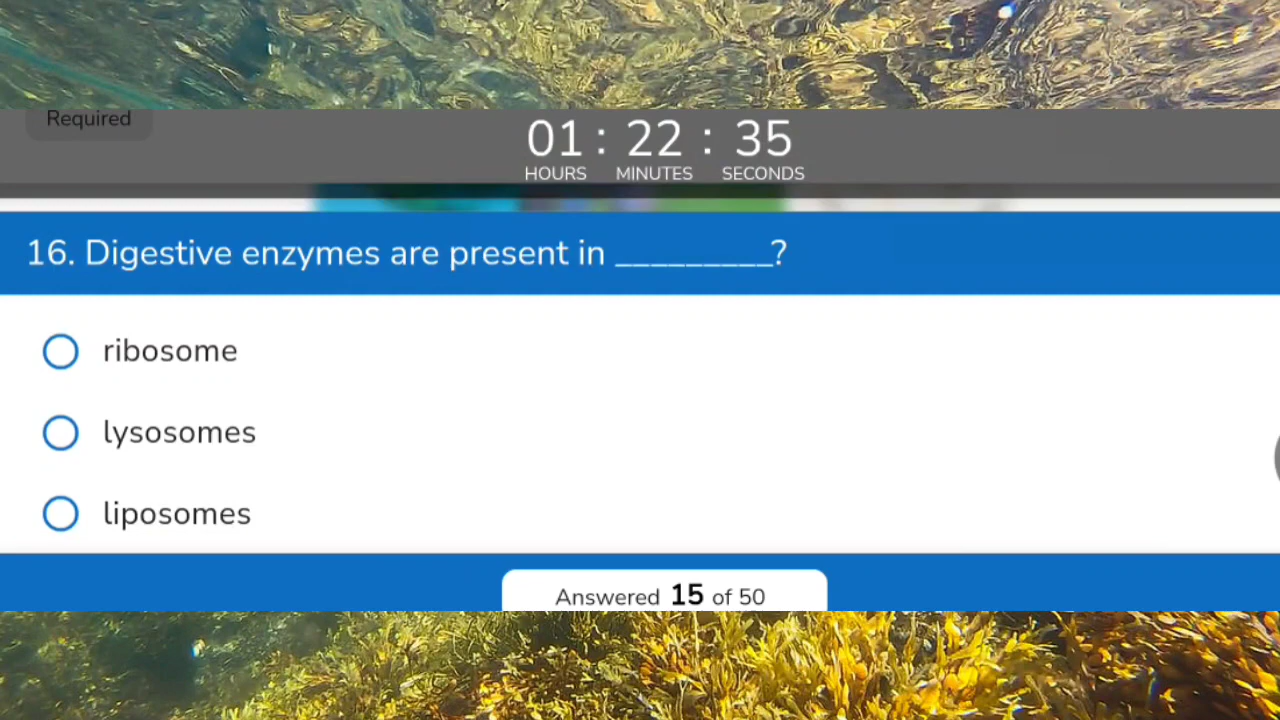 Required
01 : 22 : 35
HOURS MINUTES SECONDS
16. Digestive enzymes are present in _________?
ribosome
lysosomes
liposomes
Answered 15 of 50